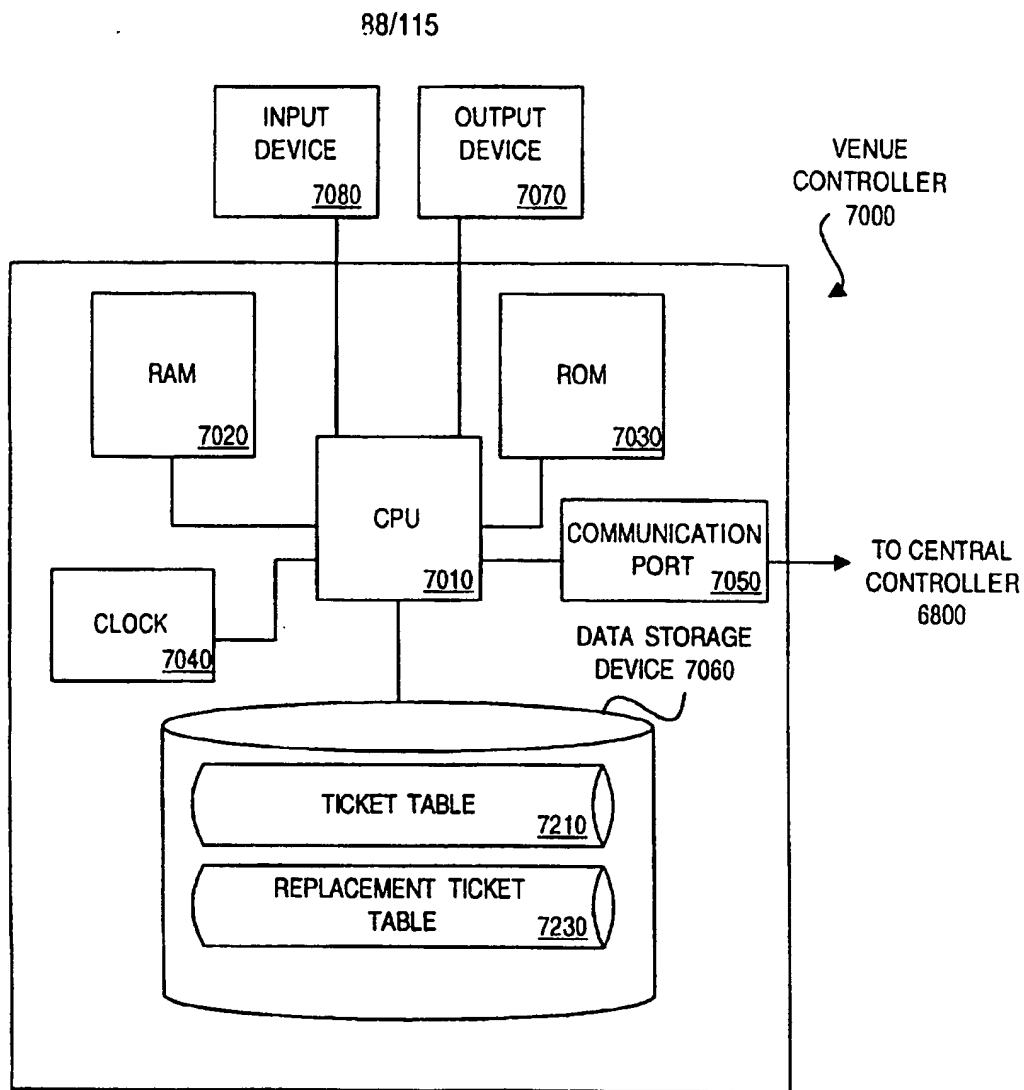 88/115
INPUT
DEVICE
7080
OUTPUT
DEVICE
7070
VENUE
CONTROLLER
7000
RAM
7020
ROM
7030
CPU
7010
COMMUNICATION
PORT
7050
TO CENTRAL
CONTROLLER
6800
CLOCK
7040
DATA STORAGE
DEVICE 7060
TICKET TABLE
7210
REPLACEMENT TICKET
TABLE
7230